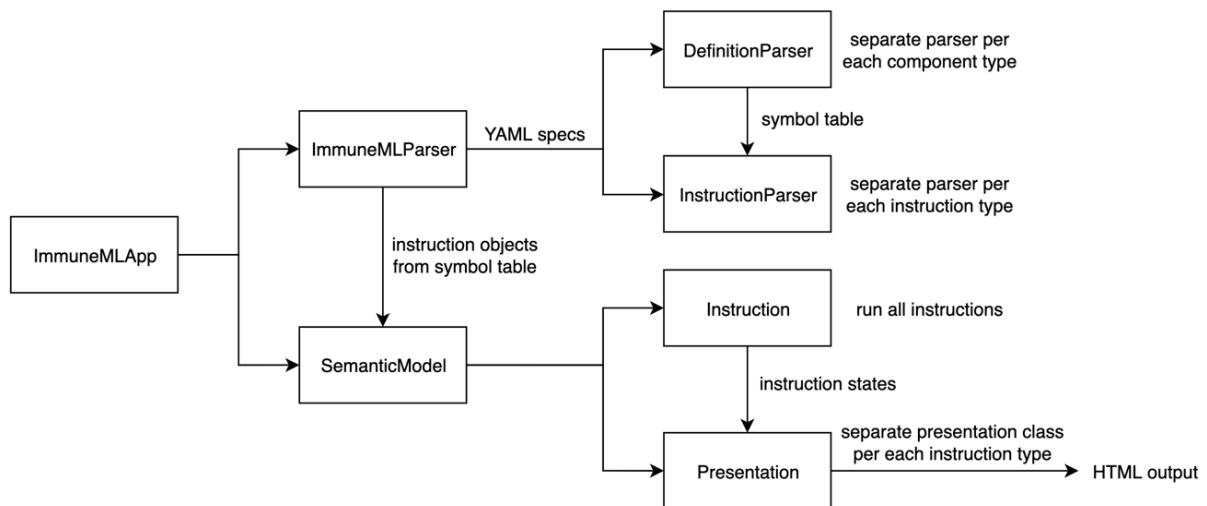 DefinitionParser
separate parser per
each component type
symbol table
ImmuneMLParser
YAML specs
InstructionParser
separate parser per
each instruction type
ImmuneMLApp
instruction objects
from symbol table
Instruction
run all instructions
SemanticModel
instruction states
separate presentation class
per each instruction type
Presentation
HTML output